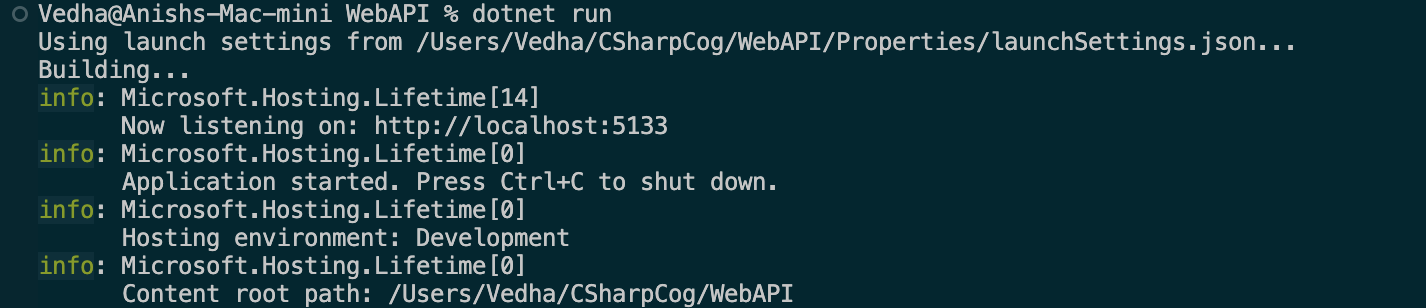 Vedha@Anishs-Mac-mini WebAPI % dotnet run
Using launch settings from /Users/Vedha/CSharpCog/WebAPI/Properties/launchSettings.json...
Building...
info: Microsoft.Hosting.Lifetime[14]
      Now listening on: http://localhost:5133
info: Microsoft.Hosting.Lifetime[0]
      Application started. Press Ctrl+C to shut down.
info: Microsoft.Hosting.Lifetime[0]
      Hosting environment: Development
info: Microsoft.Hosting.Lifetime[0]
      Content root path: /Users/Vedha/CSharpCog/WebAPI